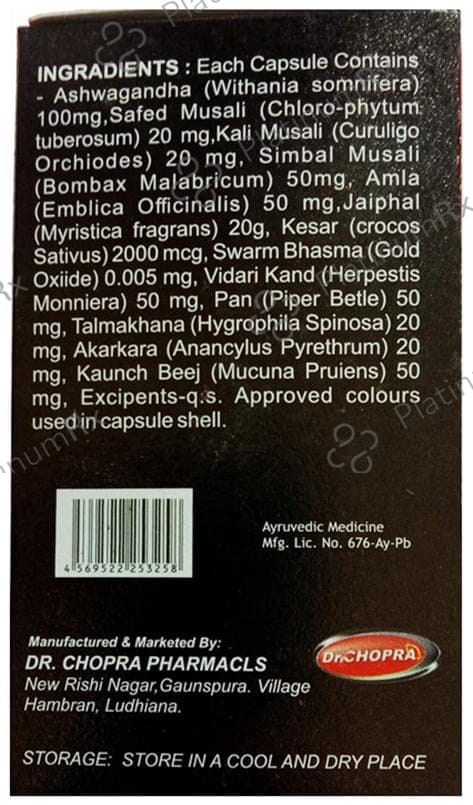 INGRADIENTS : Each Capsule Contains
- Ashwagandha (Withania somnifera)
100mg,Safed Musali (Chloro-phytum
tuberosum) 20 mg,Kali Musali (Curuligo
Orchiodes) 20 mg, Simbal Musali
(Bombax Malabricum) 50mg, Amla
(Emblica Officinalis) 50 mg,Jaiphal
(Myristica fragrans) 20g, Kesar (crocos
Sativus) 2000 mcg, Swarm Bhasma (Gold
Oxiide) 0.005 mg, Vidari Kand (Herpestis
Monniera) 50 mg, Pan (Piper Betle) 50
mg, Talmakhana (Hygrophila Spinosa) 20
mg, Akarkara (Anancylus Pyrethrum) 20
mg, Kaunch Beej (Mucuna Pruiens) 50
mg, Excipents-q.s. Approved colours
used in capsule shell.
4 569522 253258
Ayruvedic Medicine
Mfg. Lic. No. 676-Ay-Pb
Manufactured & Marketed By:
DR. CHOPRA PHARMACLS
New Rishi Nagar,Gaunspura. Village
Hambran, Ludhiana.
Dr.CHOPRA
STORAGE: STORE IN A COOL AND DRY PLACE
PlatinumRx